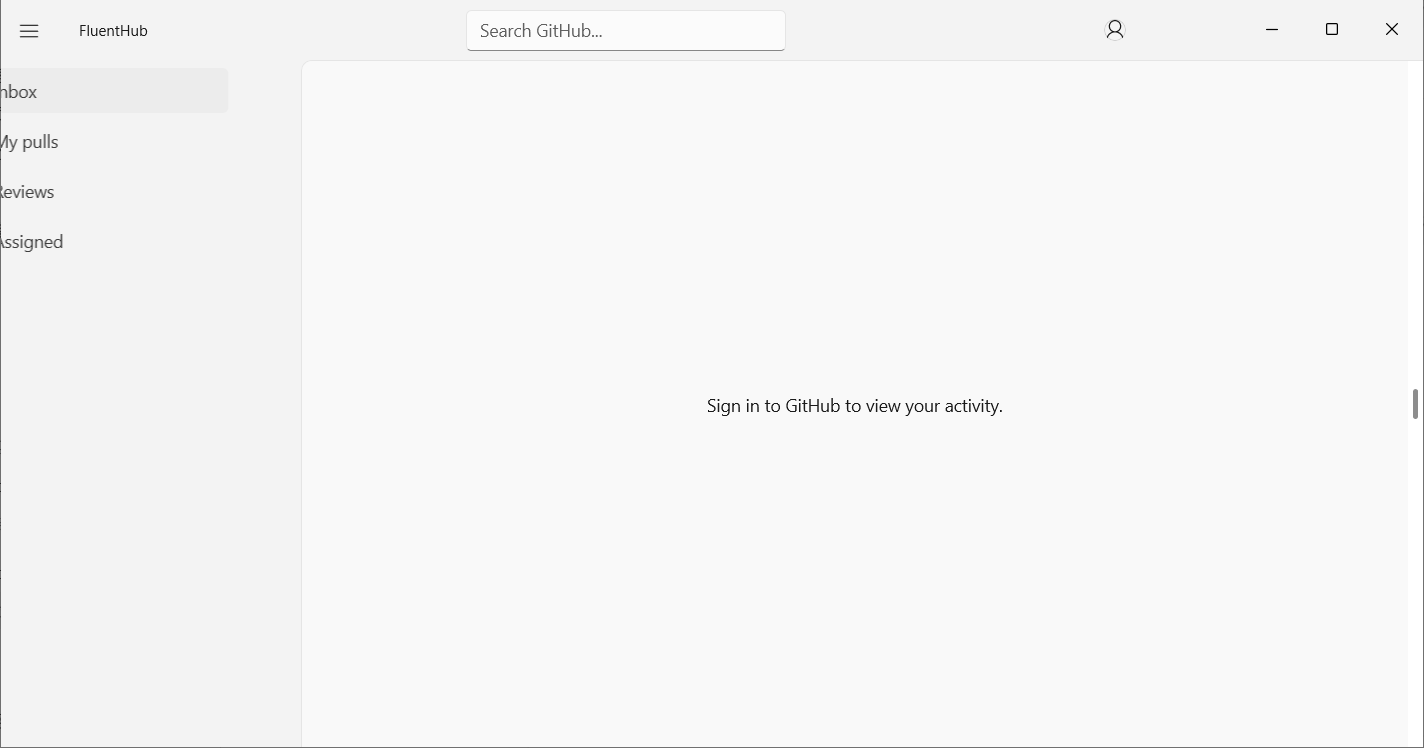 FluentHub
Search GitHub...
nbox
My pulls
Reviews
Assigned
Sign in to GitHub to view your activity.